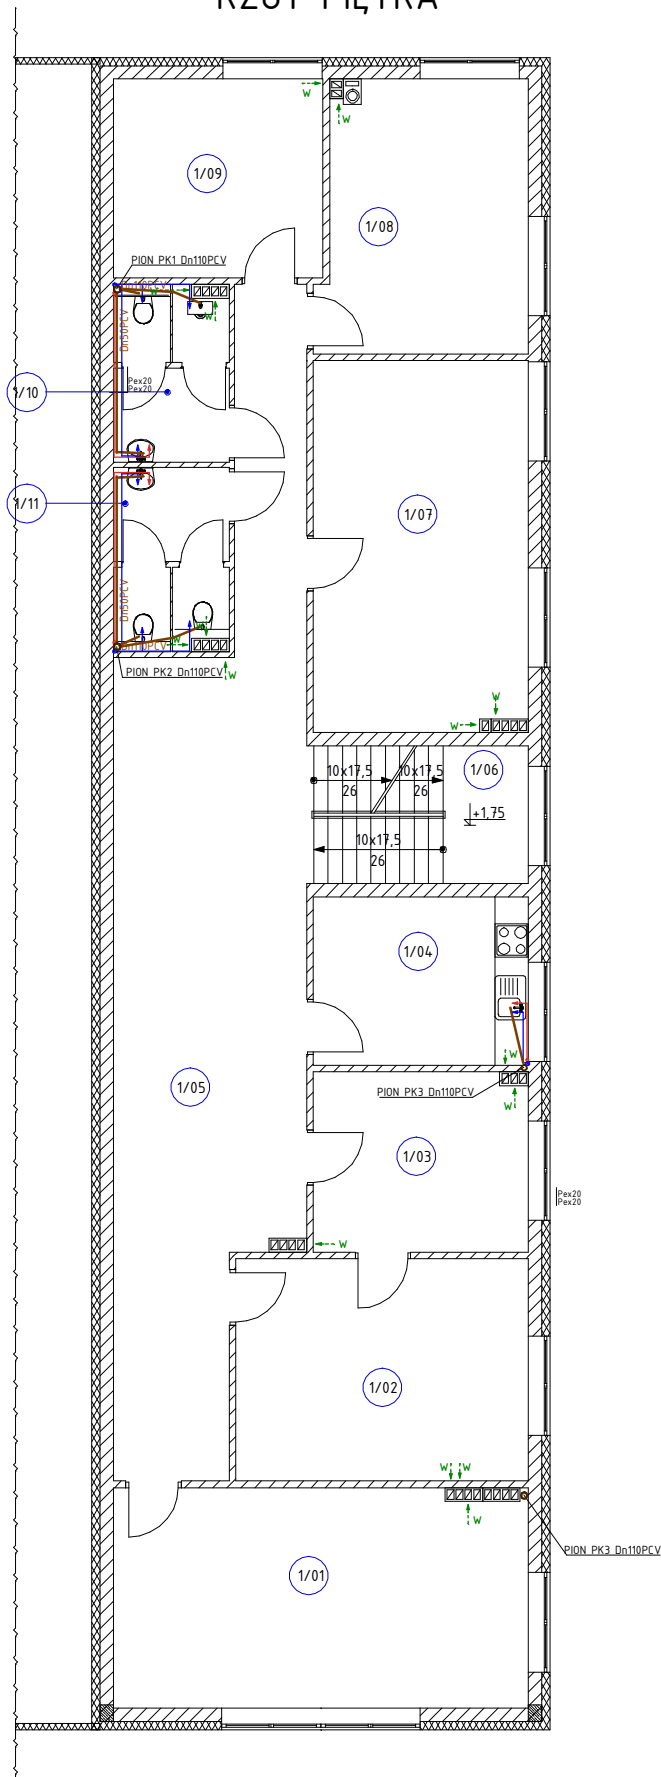 RZUT PIĘTRA
W
W
1/09
1/08
PION PK1 Dn110PCV
Dn110PCV
W
W
Dn50PCV
Pex20
Pex20
1/10
1/11
1/07
Dn50PCV
W
W
Dn110PCV
PION PK2 Dn110PCV
W
W
W
10x17,5
26
10x17,5
26
1/06
+1,75
10x17,5
26
1/04
W
1/05
PION PK3 Dn110PCV
W
1/03
Pex20
Pex20
W
1/02
W W
W
PION PK3 Dn110PCV
1/01